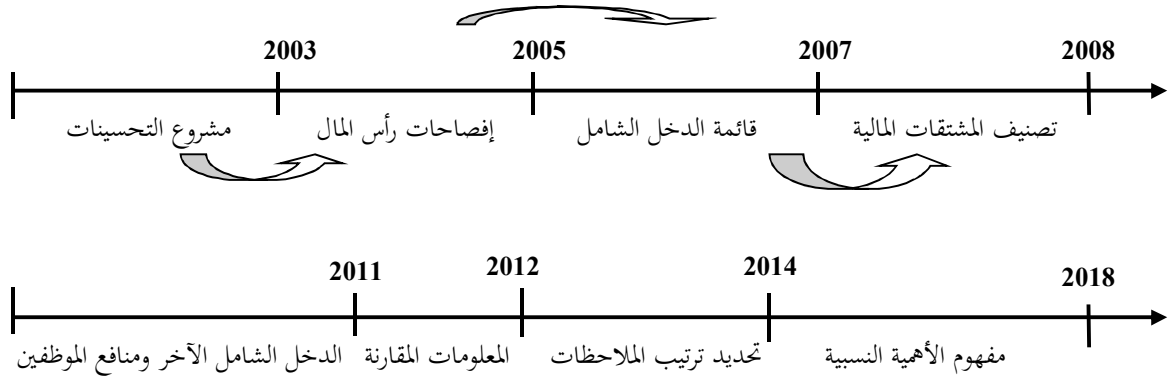 2003 2005 2007 2008
مشروع التحسينات إفصاحات رأس المال قائمة الدخل الشامل تصنيف المشتقات المالية
2011 2012 2014 2018
الدخل الشامل الآخر ومنافع الموظفين المعلومات المقارنة تحديد ترتيب الملاحظات مفهوم الأهمية النسبية